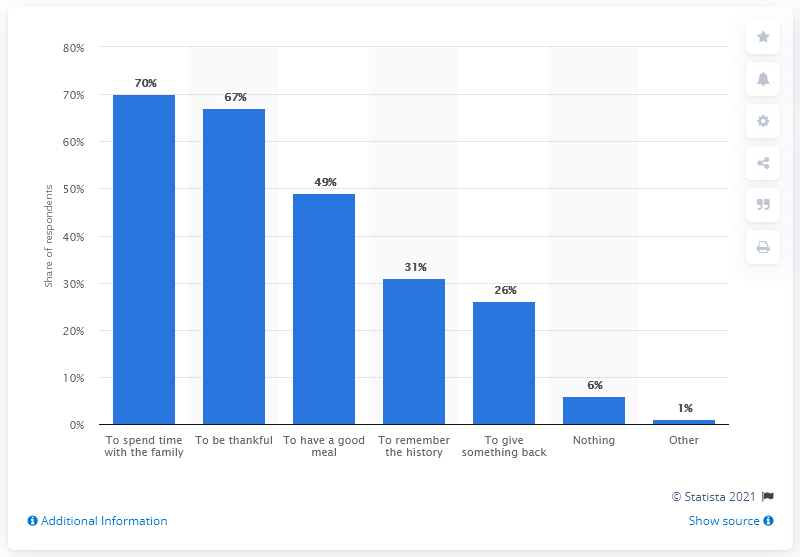 80%
70%
60%
50%
40%
30%
20%
10%
0%
Share of respondents
70%
67%
49%
31%
26%
6%
1%
To spend time
with the family
To be thankful
To have a good
meal
To remember
the history
To give
something back
Nothing
Other
© Statista 2021
Additional Information
Show source